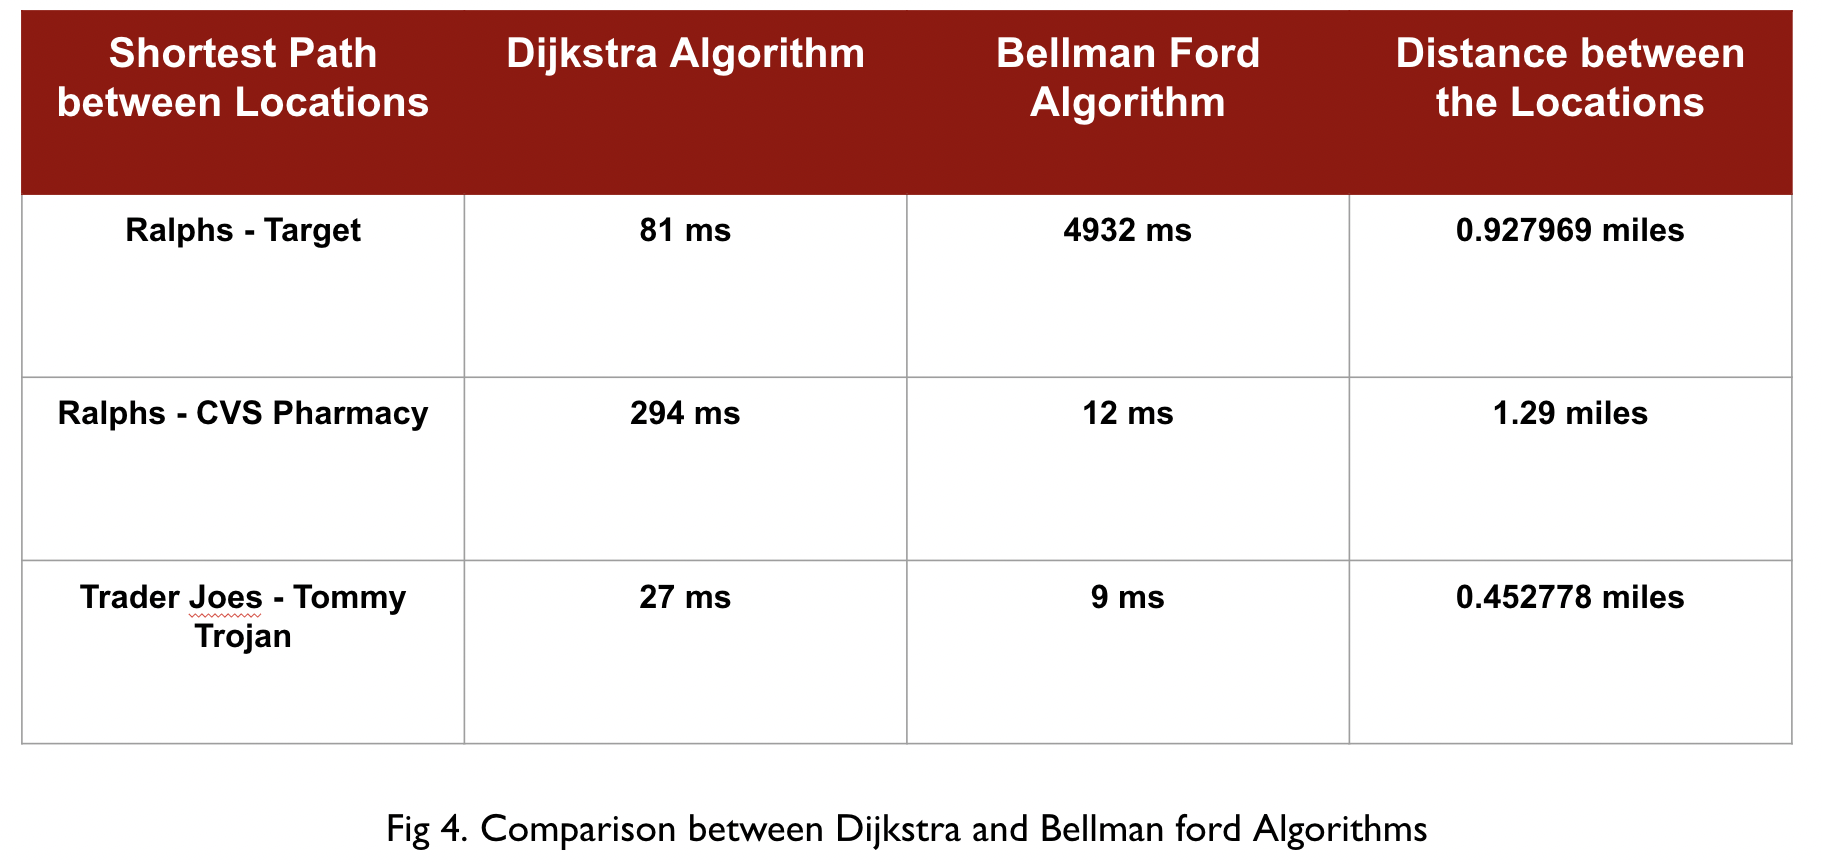 Shortest Path
between Locations
Dijkstra Algorithm
Bellman Ford
Algorithm
Distance between
the Locations
Ralphs - Target
81 ms
4932 ms
0.927969 miles
Ralphs - CVS Pharmacy
294 ms
12 ms
1.29 miles
Trader Joes - Tommy
Trojan
27 ms
9 ms
0.452778 miles
Fig 4. Comparison between Dijkstra and Bellman ford Algorithms